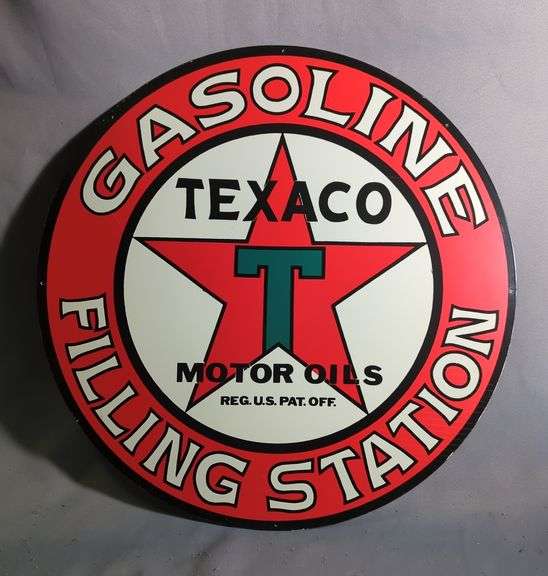 GASOLINE
TEXACO
T
MOTOR OILS
REG. U.S. PAT. OFF.
FILLING STATION